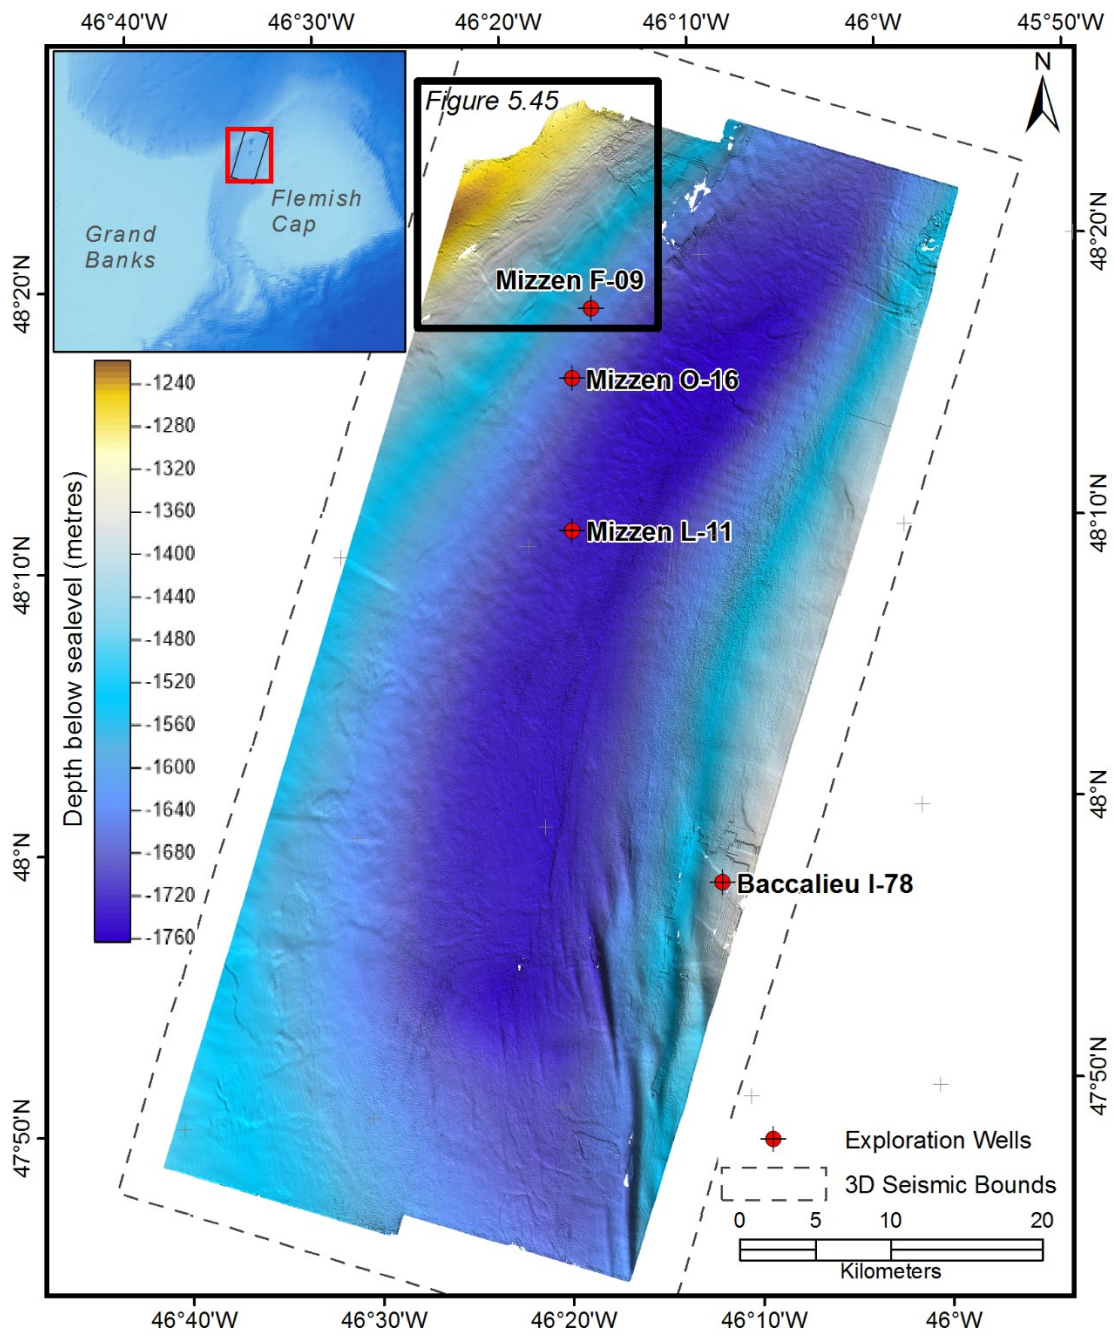 46°40'W
46°30'W
46°20'W
46°10'W
46°W
45°50'W
Figure 5.45
N
Grand
Banks
Flemish
Cap
48°20'N
48°20'N
Mizzen F-09
Mizzen O-16
Mizzen L-11
Baccalieu I-78
Depth below sealevel (metres)
-1240
-1280
-1320
-1360
-1400
-1440
-1480
-1520
-1560
-1600
-1640
-1680
-1720
-1760
48°10'N
48°10'N
48°N
48°N
47°50'N
47°50'N
Exploration Wells
3D Seismic Bounds
0 5 10 20
Kilometers
46°40'W
46°30'W
46°20'W
46°10'W
46°W